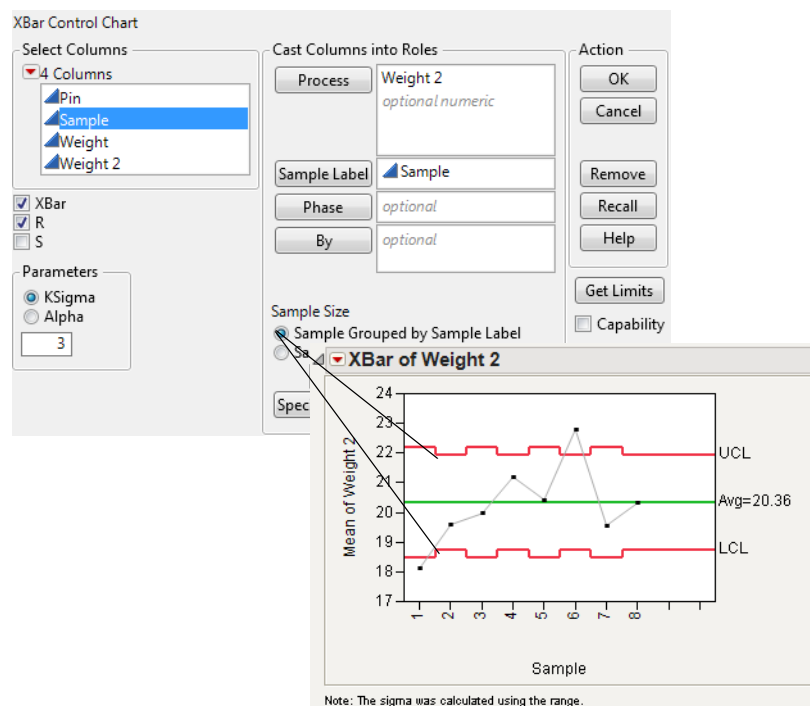 XBar Control Chart
Select Columns
4 Columns
Pin
Sample
Weight
Weight 2
XBar
R
S
Parameters
KSigma
Alpha
3
Cast Columns into Roles
Process
Weight 2
optional numeric
Sample Label
Sample
Phase
optional
By
optional
Sample Size
Sample Grouped by Sample Label
Sa
Spec
Action
OK
Cancel
Remove
Recall
Help
Get Limits
Capability
XBar of Weight 2
Mean of Weight 2
24
23
22
21
20
19
18
17
UCL
Avg=20.36
LCL
1 2 3 4 5 6 7 8
Sample
Note: The sigma was calculated using the range.